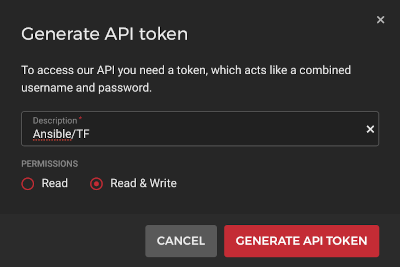 Generate API token
To access our API you need a token, which acts like a combined
username and password.
Description*
Ansible/TF
PERMISSIONS
Read
Read & Write
CANCEL
GENERATE API TOKEN